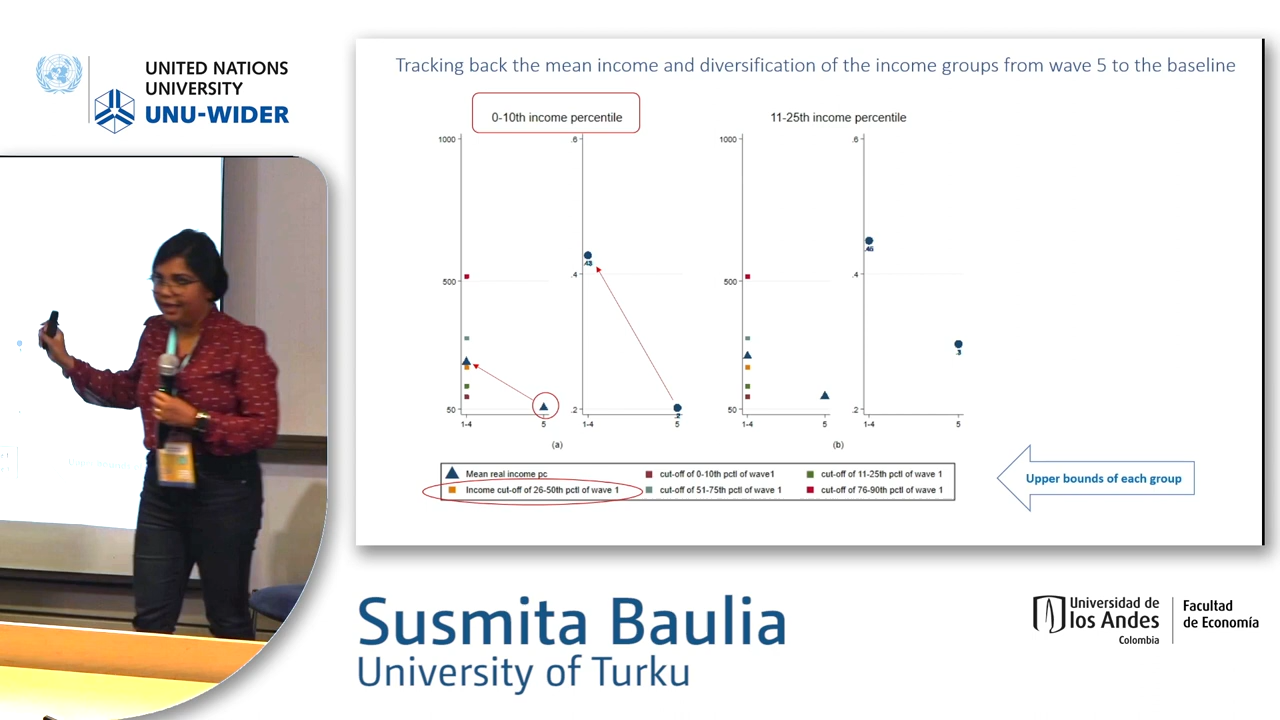 UNITED NATIONS
UNIVERSITY
UNU-WIDER
Tracking back the mean income and diversification of the income groups from wave 5 to the baseline
0-10th income percentile
11-25th income percentile
1000
500
50
1-4
5
.6
.4
.2
1-4
5
.43
.2
(a)
1000
500
50
1-4
5
.6
.4
.2
1-4
5
.45
.3
(b)
Mean real income pc
cut-off of 0-10th pctl of wave1
cut-off of 11-25th pctl of wave 1
Income cut-off of 26-50th pctl of wave 1
cut-off of 51-75th pctl of wave 1
cut-off of 76-90th pctl of wave 1
Upper bounds of each group
Susmita Baulia
University of Turku
Universidad de
los Andes
Colombia
Facultad
de Economía